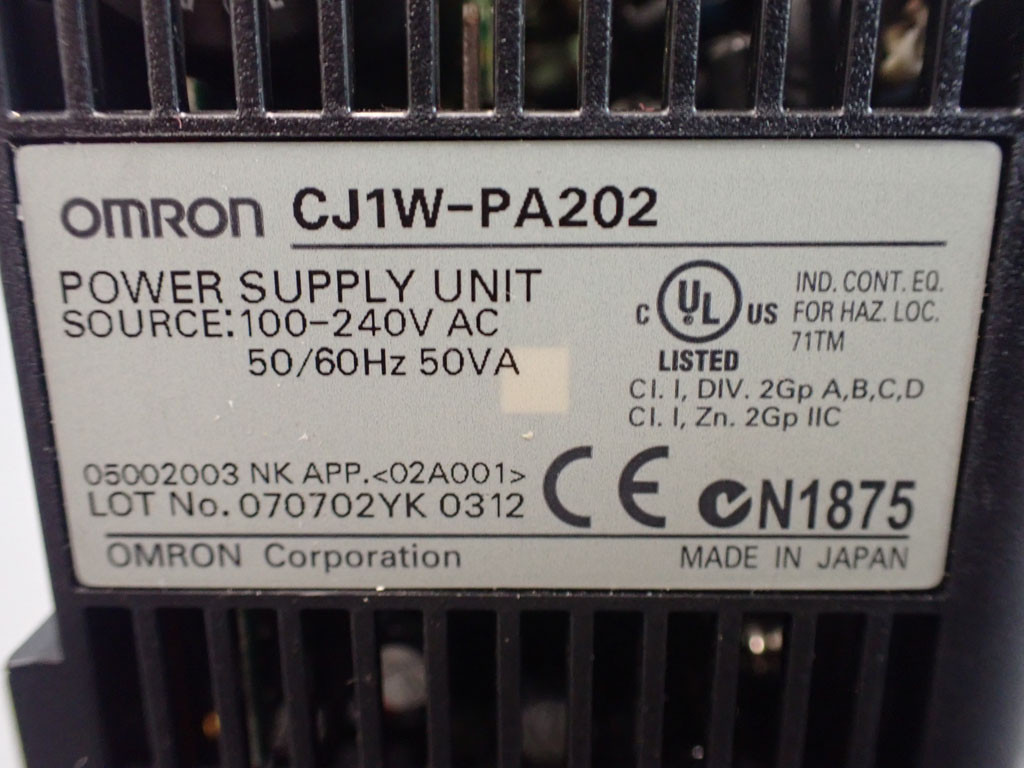 OMRON CJ1W-PA202
POWER SUPPLY UNIT
SOURCE:100-240V AC
50/60Hz 50VA
C UL US
LISTED
IND. CONT. EQ.
FOR HAZ. LOC.
71TM
Cl. I, DIV. 2Gp A,B,C,D
Cl. I, Zn. 2Gp IIC
05002003 NK APP.<02A001>
LOT No. 070702YK 0312
CE
N1875
OMRON Corporation
MADE IN JAPAN